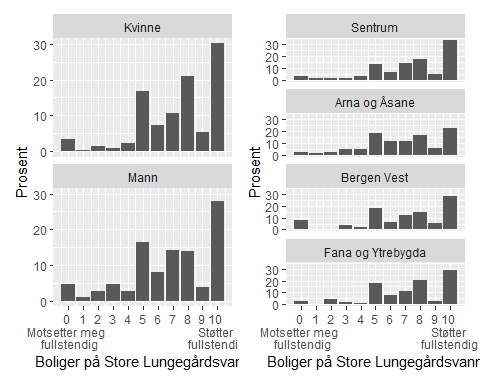 Kvinne
30
20
10
0
Mann
30
20
10
0
Prosent
0 1 2 3 4 5 6 7 8 9 10
Motsetter meg Støtter
fullstendig fullstendi
Boliger på Store Lungegårdsvar
Sentrum
30
20
10
0
Arna og Åsane
30
20
10
0
Bergen Vest
30
20
10
0
Fana og Ytrebygda
30
20
10
0
Prosent
0 1 2 3 4 5 6 7 8 9 10
Motsetter meg Støtter
fullstendig fullstendi
Boliger på Store Lungegårdsvann